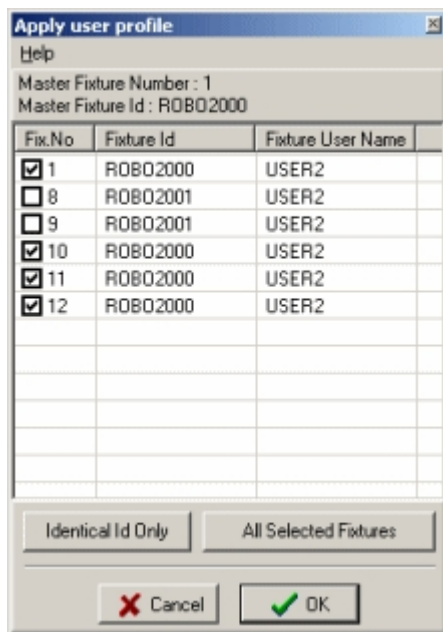 Apply user profile
Help
Master Fixture Number : 1
Master Fixture Id : ROBO2000
Fix.No Fixture Id Fixture User Name
1 ROBO2000 USER2
8 ROBO2001 USER2
9 ROBO2001 USER2
10 ROBO2000 USER2
11 ROBO2000 USER2
12 ROBO2000 USER2
Identical Id Only All Selected Fixtures
Cancel OK